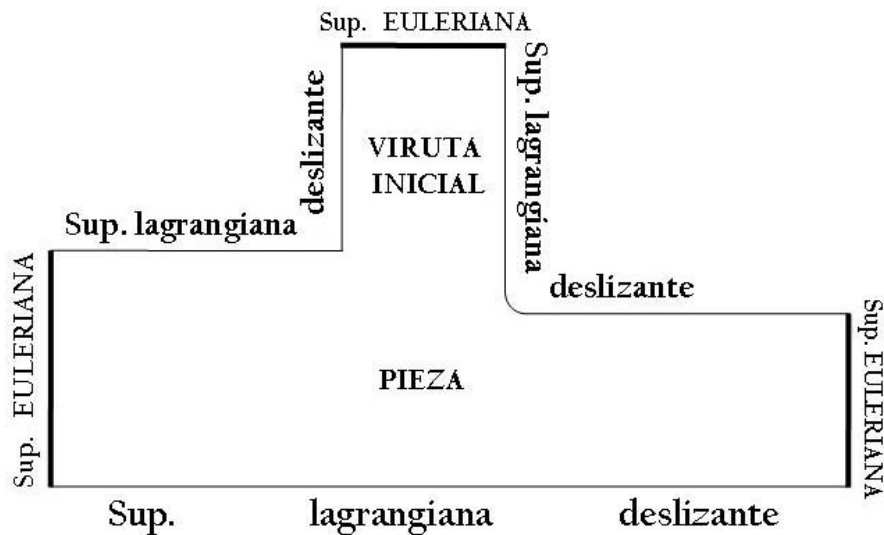 Sup. EULERIANA
deslizante
VIRUTA
INICIAL
Sup. lagrangiana
Sup. lagrangiana
deslizante
Sup. EULERIANA
PIEZA
Sup. EULERIANA
Sup. lagrangiana deslizante